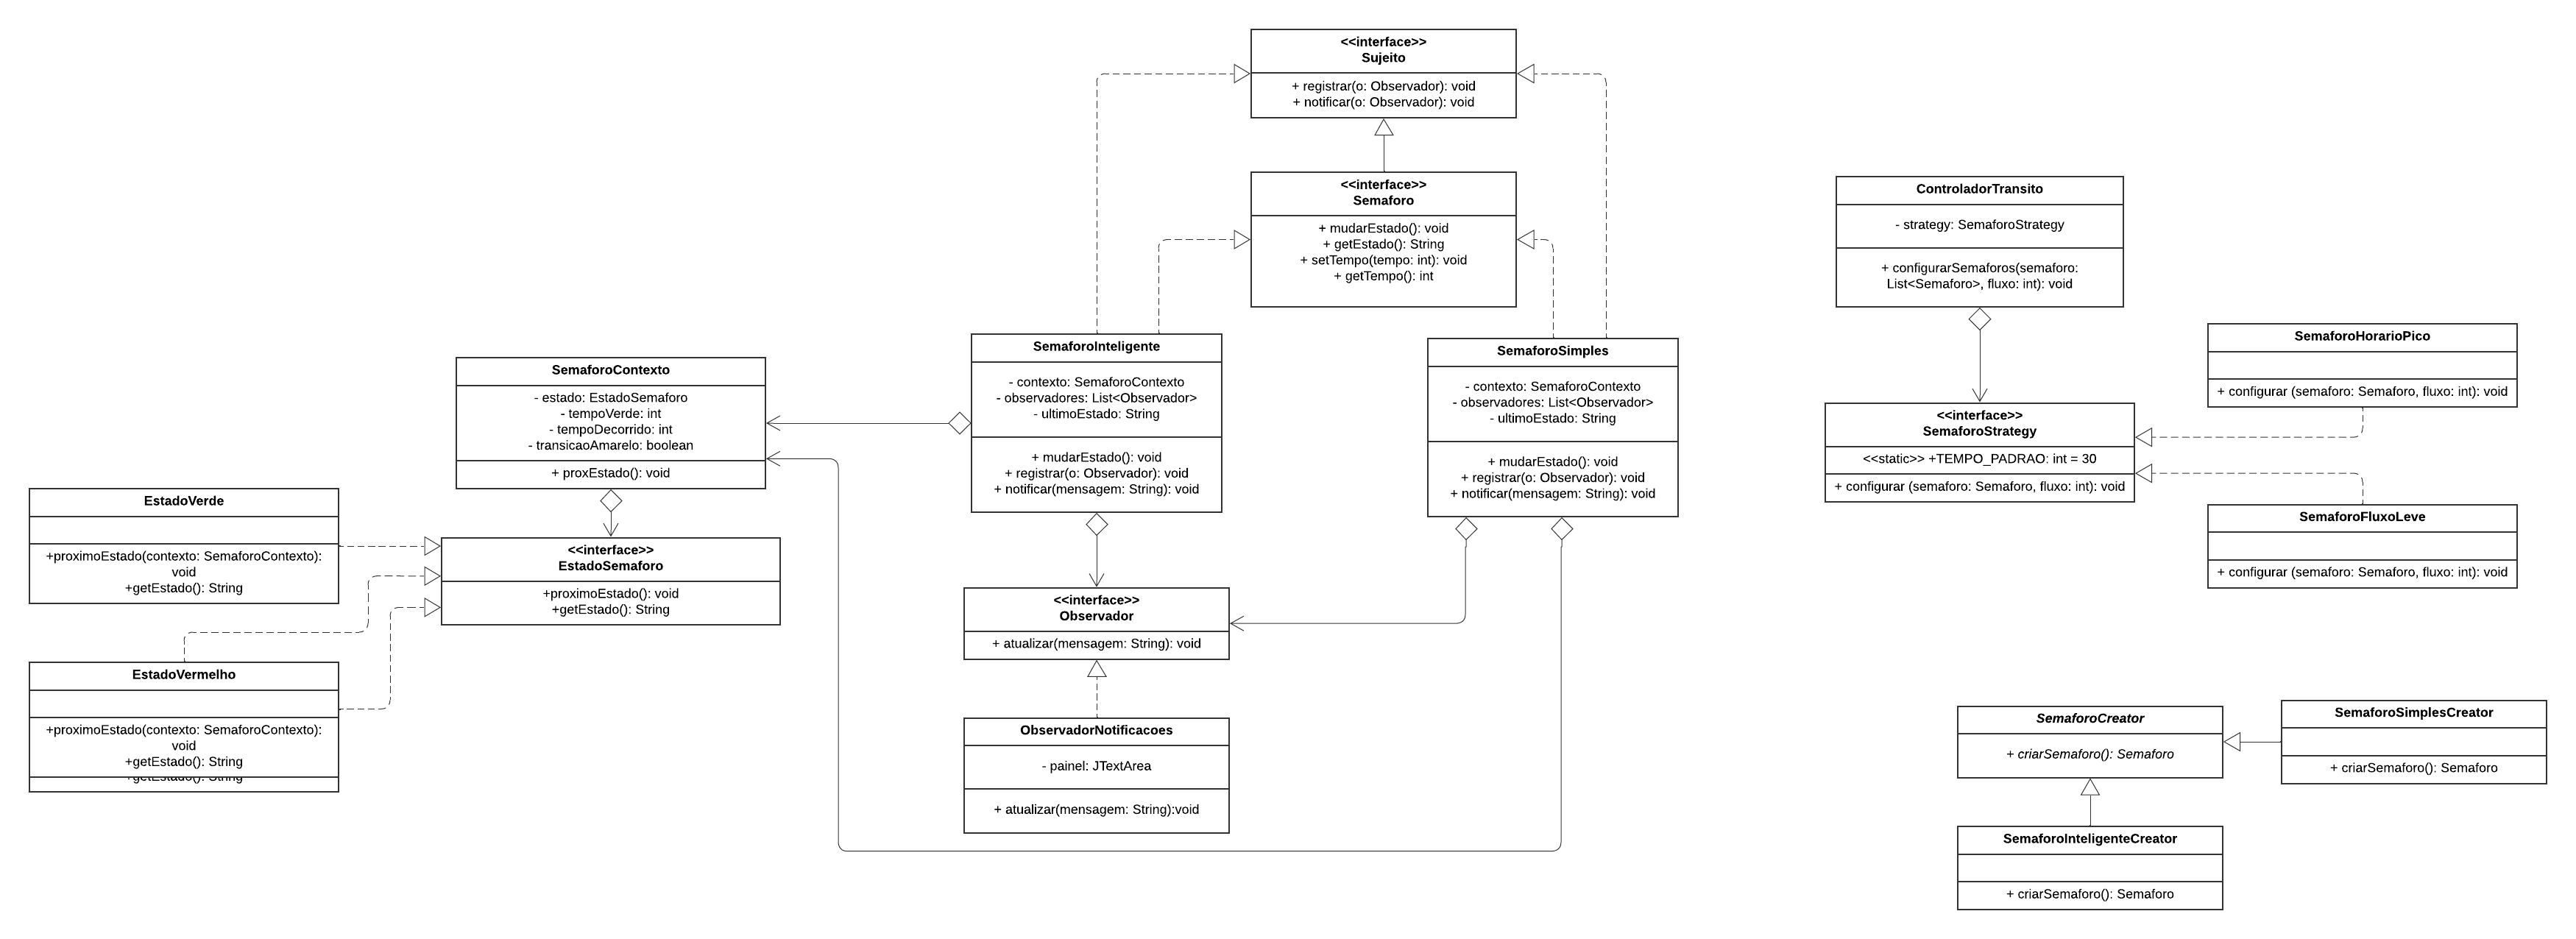 <<interface>>
Sujeito
+ registrar(o: Observador): void
+ notificar(o: Observador): void
<<interface>>
Semaforo
+ mudarEstado(): void
+ getEstado(): String
+ setTempo(tempo: int): void
+ getTempo(): int
ControladorTransito
- strategy: SemaforoStrategy
+ configurarSemaforos(semaforo:
List<Semaforo>, fluxo: int): void
SemaforoHorarioPico
+ configurar (semaforo: Semaforo, fluxo: int): void
<<interface>>
SemaforoStrategy
<<static>> +TEMPO_PADRAO: int = 30
+ configurar (semaforo: Semaforo, fluxo: int): void
SemaforoFluxoLeve
+ configurar (semaforo: Semaforo, fluxo: int): void
SemaforoInteligente
- contexto: SemaforoContexto
- observadores: List<Observador>
- ultimoEstado: String
+ mudarEstado(): void
+ registrar(o: Observador): void
+ notificar(mensagem: String): void
SemaforoSimples
- contexto: SemaforoContexto
- observadores: List<Observador>
- ultimoEstado: String
+ mudarEstado(): void
+ registrar(o: Observador): void
+ notificar(mensagem: String): void
SemaforoContexto
- estado: EstadoSemaforo
- tempoVerde: int
- tempoDecorrido: int
- transicaoAmarelo: boolean
+ proxEstado(): void
EstadoVerde
+proximoEstado(contexto: SemaforoContexto):
void
+getEstado(): String
<<interface>>
EstadoSemaforo
+proximoEstado(): void
+getEstado(): String
EstadoVermelho
+proximoEstado(contexto: SemaforoContexto):
void
+getEstado(): String
+getEstado(): String
<<interface>>
Observador
+ atualizar(mensagem: String): void
ObservadorNotificacoes
- painel: JTextArea
+ atualizar(mensagem: String):void
SemaforoCreator
+ criarSemaforo(): Semaforo
SemaforoSimplesCreator
+ criarSemaforo(): Semaforo
SemaforoInteligenteCreator
+ criarSemaforo(): Semaforo